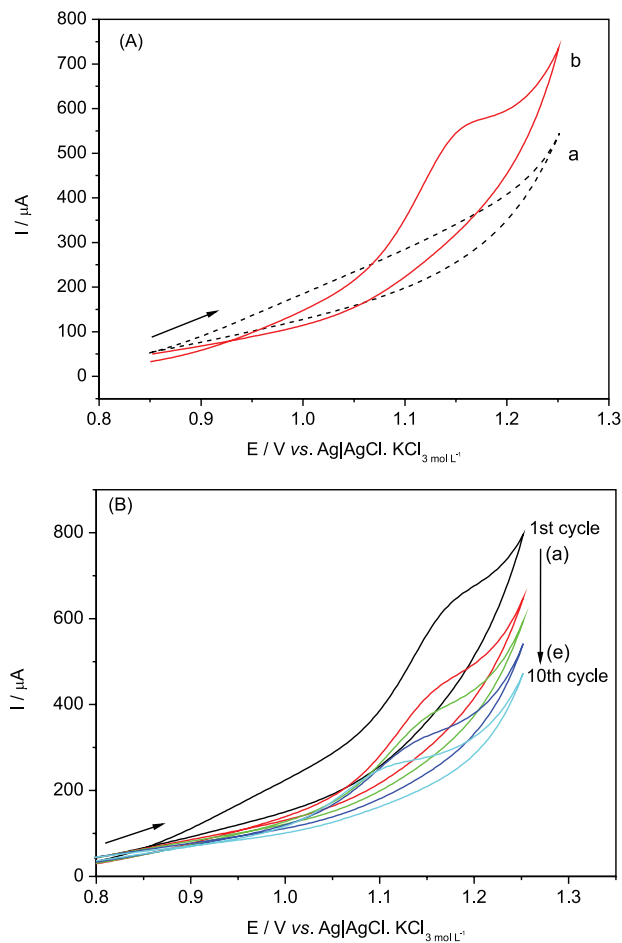 (A)
800
700
600
500
400
300
200
100
0
I / µA
b
a
0.8 0.9 1.0 1.1 1.2 1.3
E / V vs. Ag|AgCl. KCl3 mol L-1
(B)
800
600
400
200
0
I / µA
1st cycle
(a)
(e)
10th cycle
0.8 0.9 1.0 1.1 1.2 1.3
E / V vs. Ag|AgCl. KCl3 mol L-1